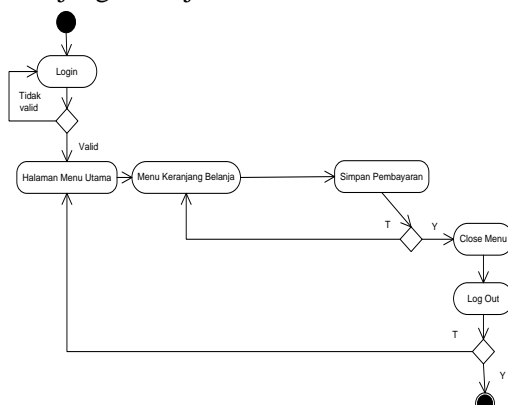 Login
Tidak
valid
Valid
Halaman Menu Utama
Menu Keranjang Belanja
Simpan Pembayaran
T
Y
Close Menu
Log Out
T
Y